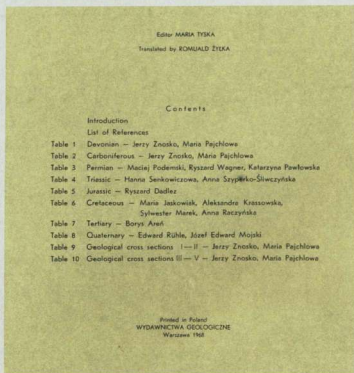 Editor MARIA TYSKA
Translated by ROMUALD ŻYŁKA
Contents
Introduction
List of References
Table 1 Devonian — Jerzy Znosko, Maria Pajchlowa
Table 2 Carboniferous — Jerzy Znosko, Maria Pajchlowa
Table 3 Permian — Maciej Podemski, Ryszard Wagner, Katarzyna Pawłowska
Table 4 Triassic — Hanna Senkowiczowa, Anna Szyperko-Śliwczyńska
Table 5 Jurassic — Ryszard Dadlez
Table 6 Cretaceous — Maria Jaskowiak, Aleksandra Krassowska,
Sylwester Marek, Anna Raczyńska
Table 7 Tertiary — Borys Areń
Table 8 Quaternary — Edward Rühle, Józef Edward Mojski
Table 9 Geological cross sections I—II — Jerzy Znosko, Maria Pajchlowa
Table 10 Geological cross sections III — V — Jerzy Znosko, Maria Pajchlowa
Printed in Poland
WYDAWNICTWA GEOLOGICZNE
Warszawa 1968